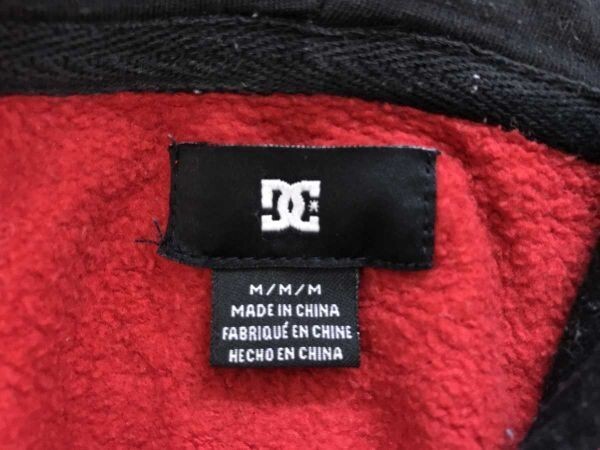 DC
M/M/M
MADE IN CHINA
FABRIQUÉ EN CHINE
HECHO EN CHINA